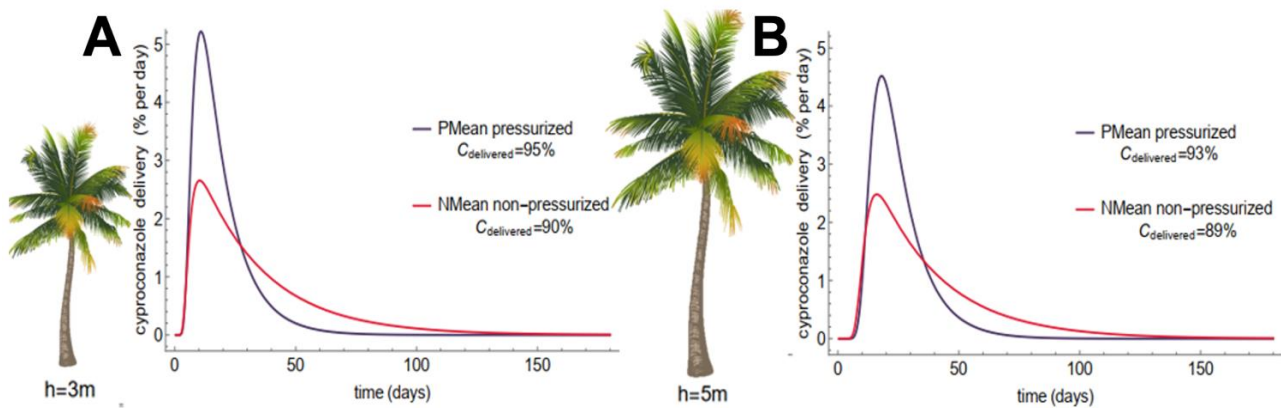 A
cyproconazole delivery (% per day)
5
4
3
2
1
0
PMean pressurized
Cdelivered=95%
NMean non-pressurized
Cdelivered=90%
0 50 100 150
time (days)
h=3m
B
cyproconazole delivery (% per day)
5
4
3
2
1
0
PMean pressurized
Cdelivered=93%
NMean non-pressurized
Cdelivered=89%
0 50 100 150
time (days)
h=5m